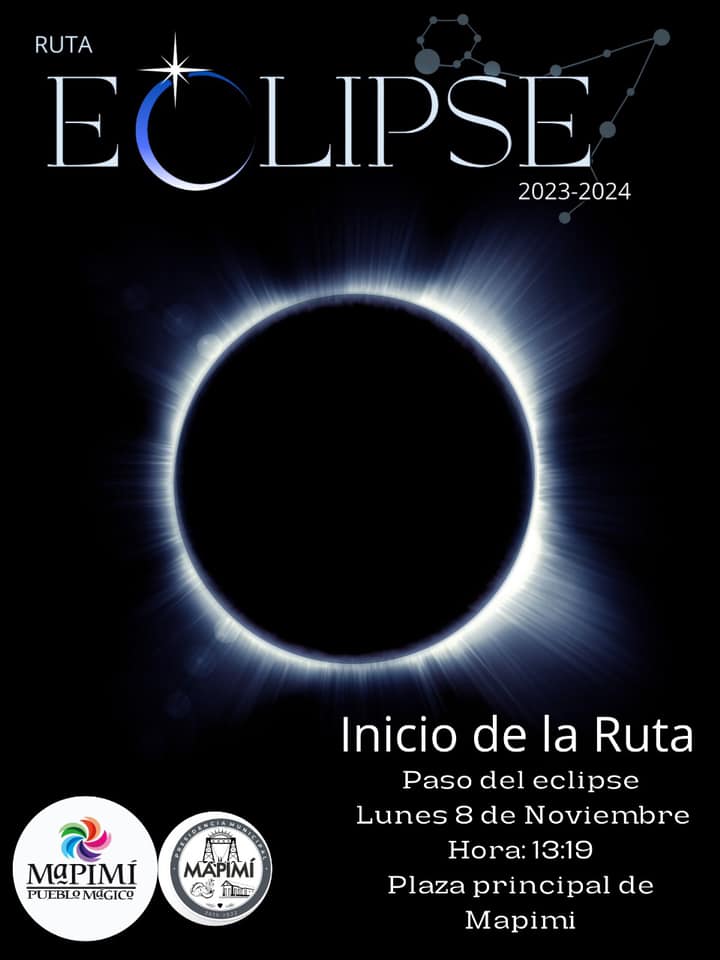 RUTA
ECLIPSE
2023-2024
Inicio de la Ruta
Paso del eclipse
Lunes 8 de Noviembre
Hora: 13:19
Plaza principal de
Mapimi
MaPIMÍ
PUEBLO MáGICO
PRESIDENCIA MUNICIPAL
MAPIMÍ